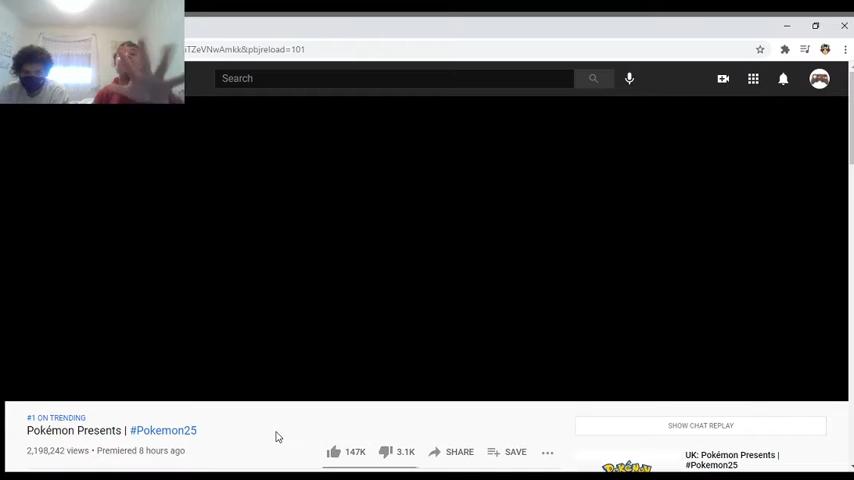 iTZeVNwAmkk&pbjreload=101
Search
#1 ON TRENDING
Pokémon Presents | #Pokemon25
2,198,242 views • Premiered 8 hours ago
147K
3.1K
SHARE
SAVE
SHOW CHAT REPLAY
POKÉMON
UK: Pokémon Presents |
#Pokemon25